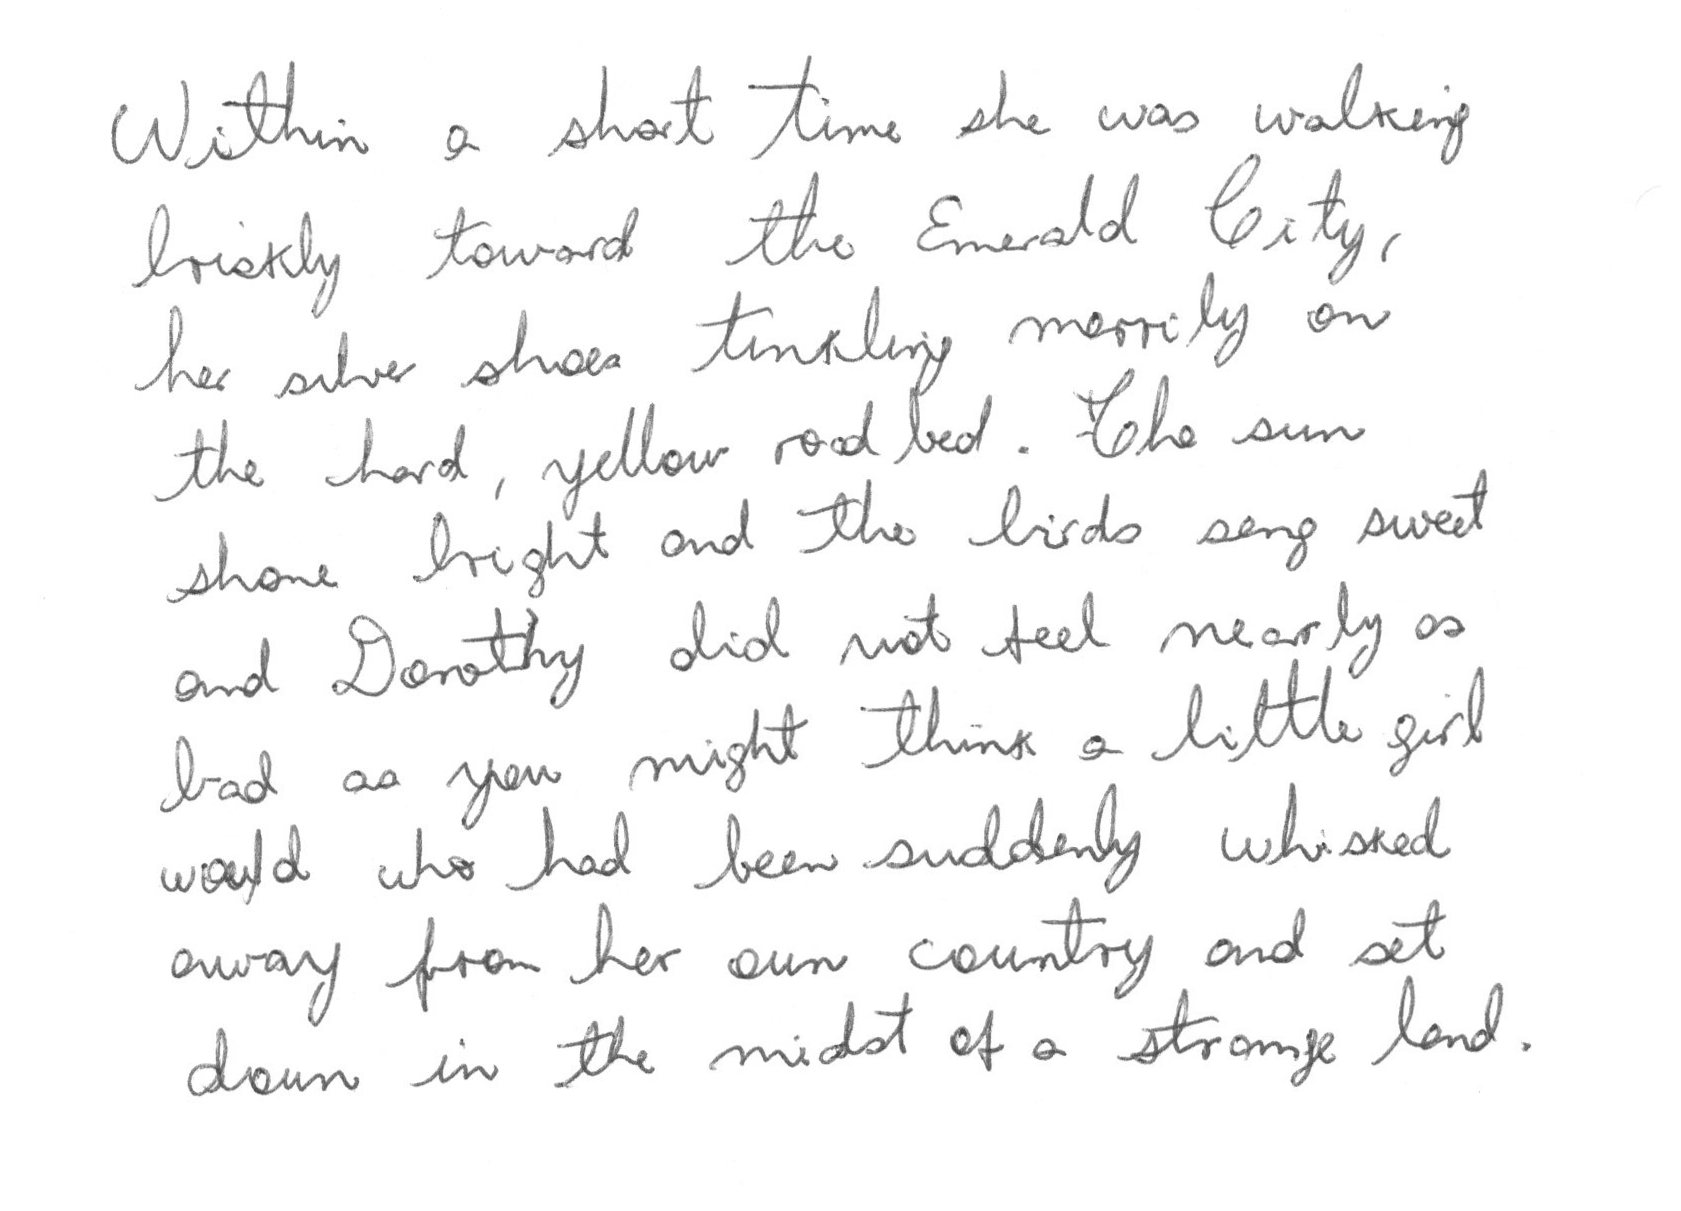 Within a short time she was walking
briskly toward the Emerald City,
her silver shoes tinkling merrily on
the hard, yellow road bed. The sun
shone bright and the birds sang sweet
and Dorothy did not feel nearly as
bad as you might think a little girl
would who had been suddenly whisked
away from her own country and set
down in the midst of a strange land.